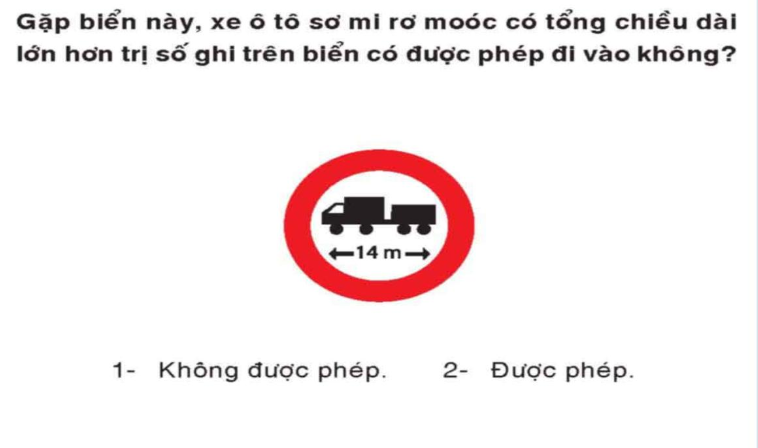 Gặp biển này, xe ô tô sơ mi rơ moóc có tổng chiều dài
lớn hơn trị số ghi trên biển có được phép đi vào không?
14 m
1- Không được phép. 2- Được phép.